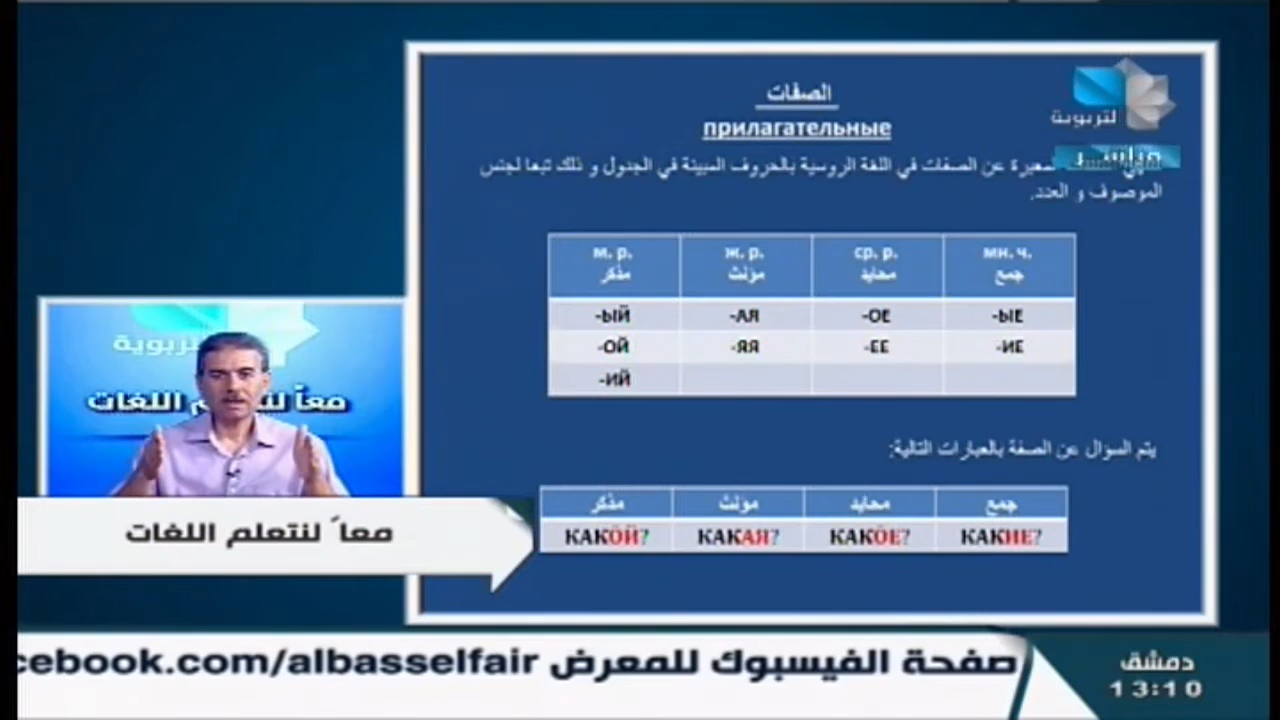 الصفات
прилагательные
التربوية
مباشر
عن الصفات في اللغة الروسية بالحروف المبينة في الجدول و ذلك تبعا لجنس
الموصوف و العدد.
м. р. ж. р. ср. р. мн. ч.
مذكر مؤنث محايد جمع
-ЫЙ -АЯ -ОЕ -ЫЕ
-ОЙ -ЯЯ -ЕЕ -ИЕ
-ИЙ
يتم السؤال عن الصفة بالعبارات التالية:
مذكر مؤنث محايد جمع
КАКОЙ? КАКАЯ? КАКОЕ? КАКИЕ?
معاً اللغات
معاً لنتعلم اللغات
صفحة الفيسبوك للمعرض cebook.com/albasselfair
دمشق
13:10